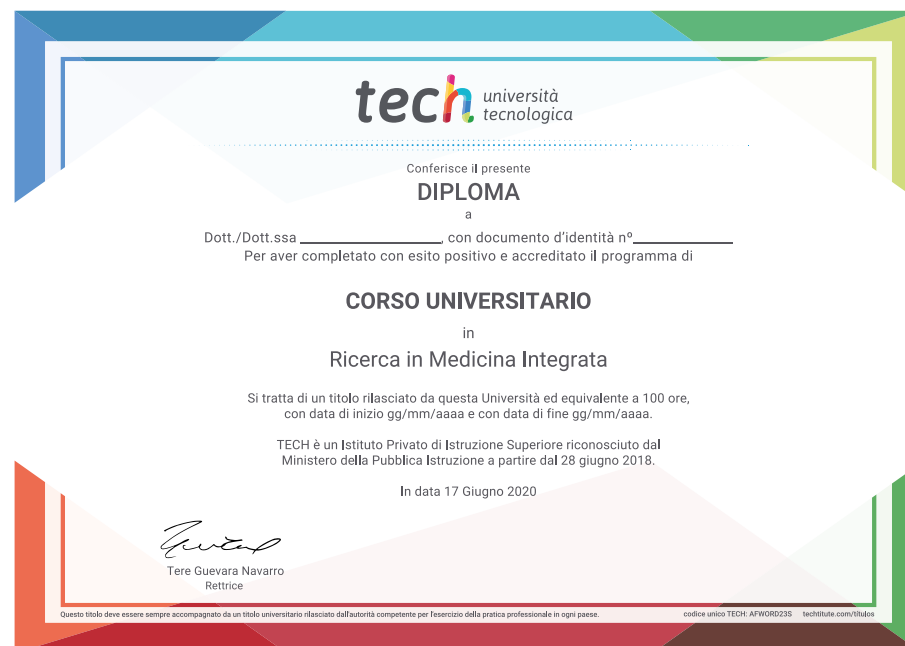 tech università
tecnologica
Conferisce il presente
DIPLOMA
a
Dott./Dott.ssa ____________________, con documento d'identità nº______________
Per aver completato con esito positivo e accreditato il programma di
CORSO UNIVERSITARIO
in
Ricerca in Medicina Integrata
Si tratta di un titolo rilasciato da questa Università ed equivalente a 100 ore,
con data di inizio gg/mm/aaaa e con data di fine gg/mm/aaaa.
TECH è un Istituto Privato di Istruzione Superiore riconosciuto dal
Ministero della Pubblica Istruzione a partire dal 28 giugno 2018.
In data 17 Giugno 2020
Tere Guevara Navarro
Rettrice
Questo titolo deve essere sempre accompagnato da un titolo universitario rilasciato dall'autorità competente per l'esercizio della pratica professionale in ogni paese. codice unico TECH: AFWORD23S techtitute.com/titulos